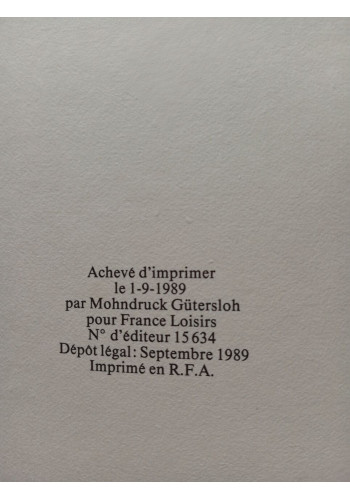 Achevé d'imprimer
le 1-9-1989
par Mohndruck Gütersloh
pour France Loisirs
N° d'éditeur 15634
Dépôt légal: Septembre 1989
Imprimé en R.F.A.